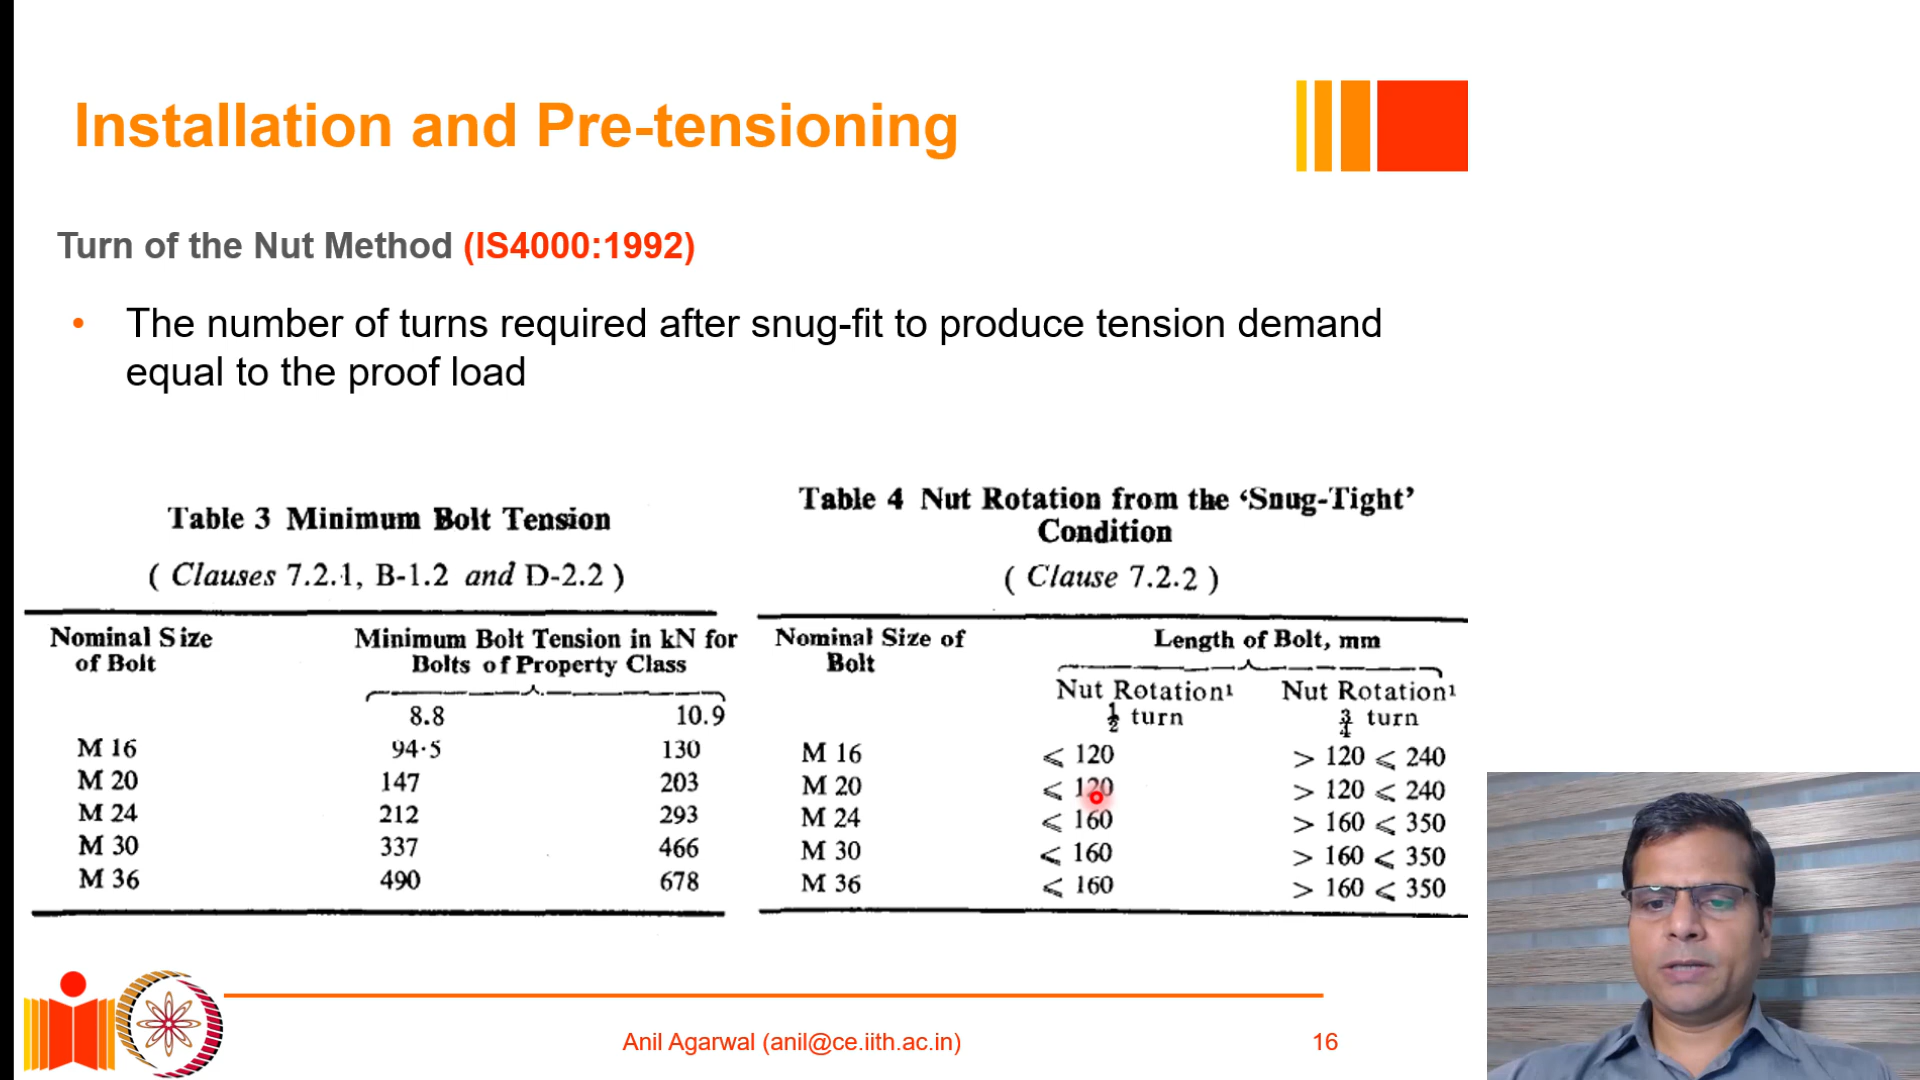 Installation and Pre-tensioning
Turn of the Nut Method (IS4000:1992)
• The number of turns required after snug-fit to produce tension demand
equal to the proof load
Table 3 Minimum Bolt Tension
( Clauses 7.2.1, B-1.2 and D-2.2 )
Nominal Size of Bolt
Minimum Bolt Tension in kN for
Bolts of Property Class
8.8 10.9
M 16 94·5 130
M 20 147 203
M 24 212 293
M 30 337 466
M 36 490 678
Table 4 Nut Rotation from the ‘Snug-Tight’
Condition
( Clause 7.2.2 )
Nominal Size of
Bolt
Length of Bolt, mm
Nut Rotation¹ Nut Rotation¹
½ turn ¾ turn
M 16 ⩽ 120 > 120 ⩽ 240
M 20 ⩽ 120 > 120 ⩽ 240
M 24 ⩽ 160 > 160 ⩽ 350
M 30 ⩽ 160 > 160 ⩽ 350
M 36 ⩽ 160 > 160 ⩽ 350
Anil Agarwal (anil@ce.iith.ac.in)
16